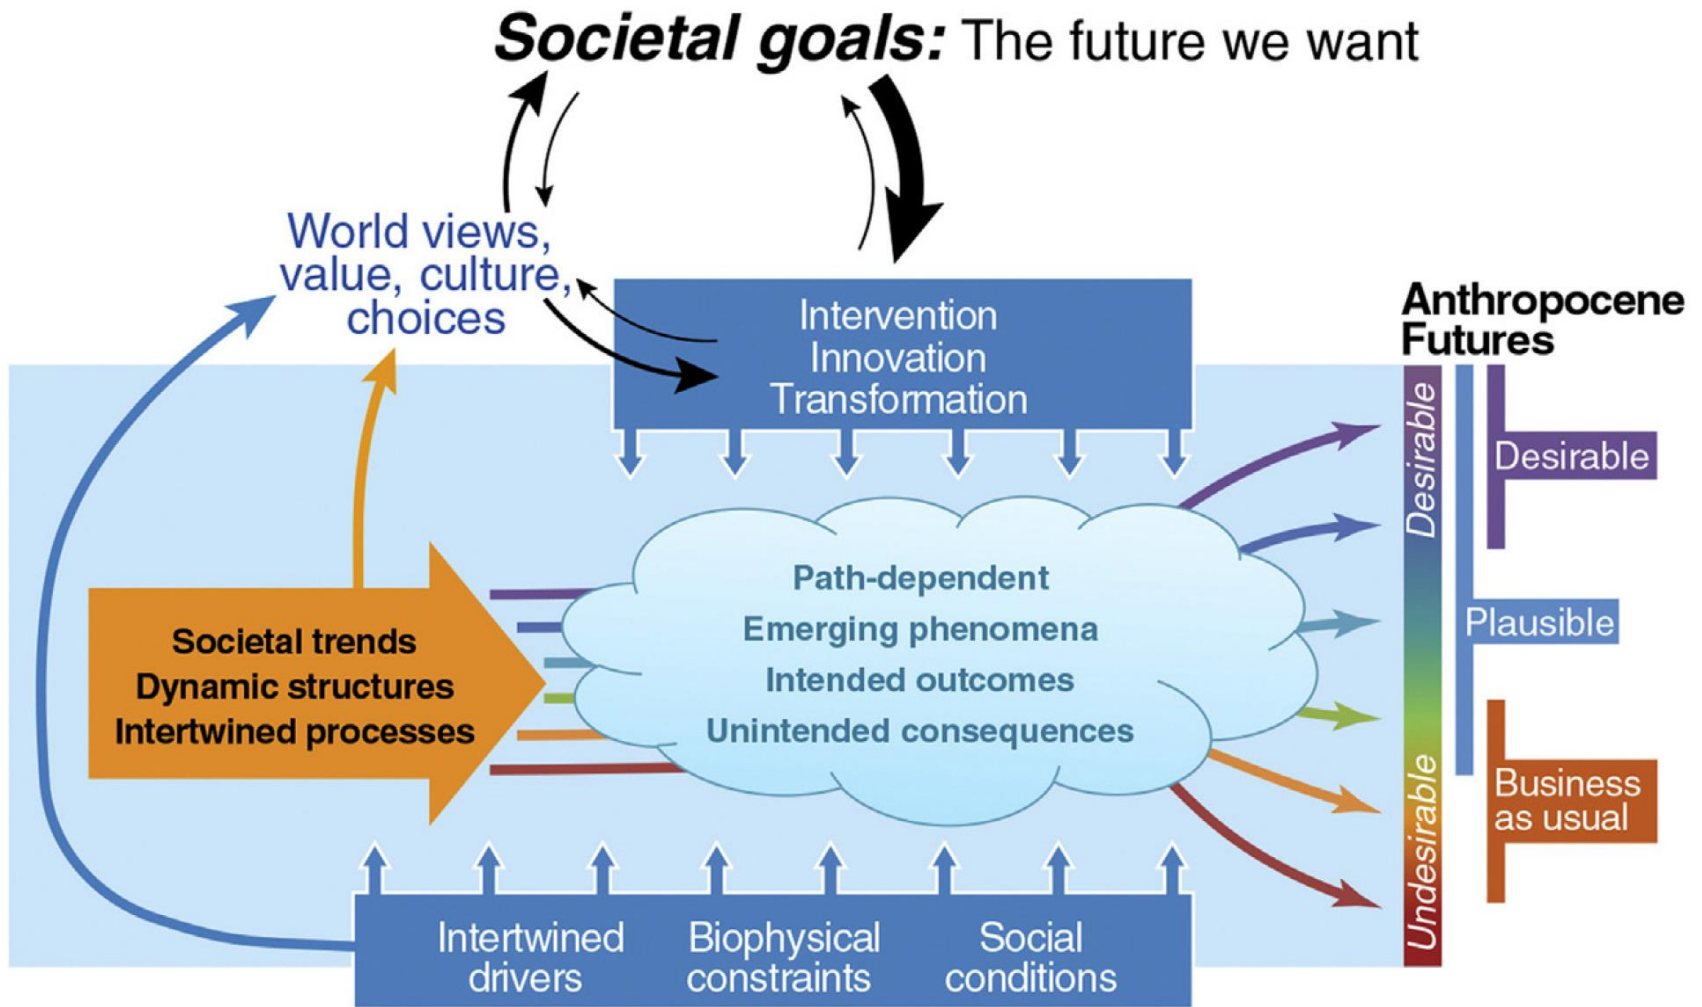 Societal goals: The future we want
World views,
value, culture,
choices
Intervention
Innovation
Transformation
Anthropocene
Futures
Desirable
Undesirable
Desirable
Plausible
Business
as usual
Societal trends
Dynamic structures
Intertwined processes
Path-dependent
Emerging phenomena
Intended outcomes
Unintended consequences
Intertwined
drivers
Biophysical
constraints
Social
conditions